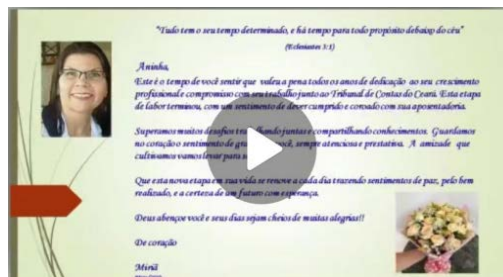 "Tudo tem o seu tempo determinado, e há tempo para todo propósito debaixo do céu"
(Eclesiastes 3:1)
Aninha,
Este é o tempo de você sentir que valeu a pena todos os anos de dedicação ao seu crescimento
profissional e compromisso com seu trabalho junto ao Tribunal de Contas do Ceará. Esta etapa
de labor terminou, com um sentimento de dever cumprido e coroado com sua aposentadoria.
Superamos muitos desafios juntas e compartilhando conhecimentos. Guardamos
no coração o sentimento de você, sempre atenciosa e prestativa. A amizade que
cultivamos vamos levar para
Que esta nova etapa em sua vida se renove a cada dia trazendo sentimentos de paz, pelo bem
realizado, e a certeza de um futuro com esperança.
Deus abençoe você e seus dias sejam cheios de muitas alegrias!!
De coração
Miriã